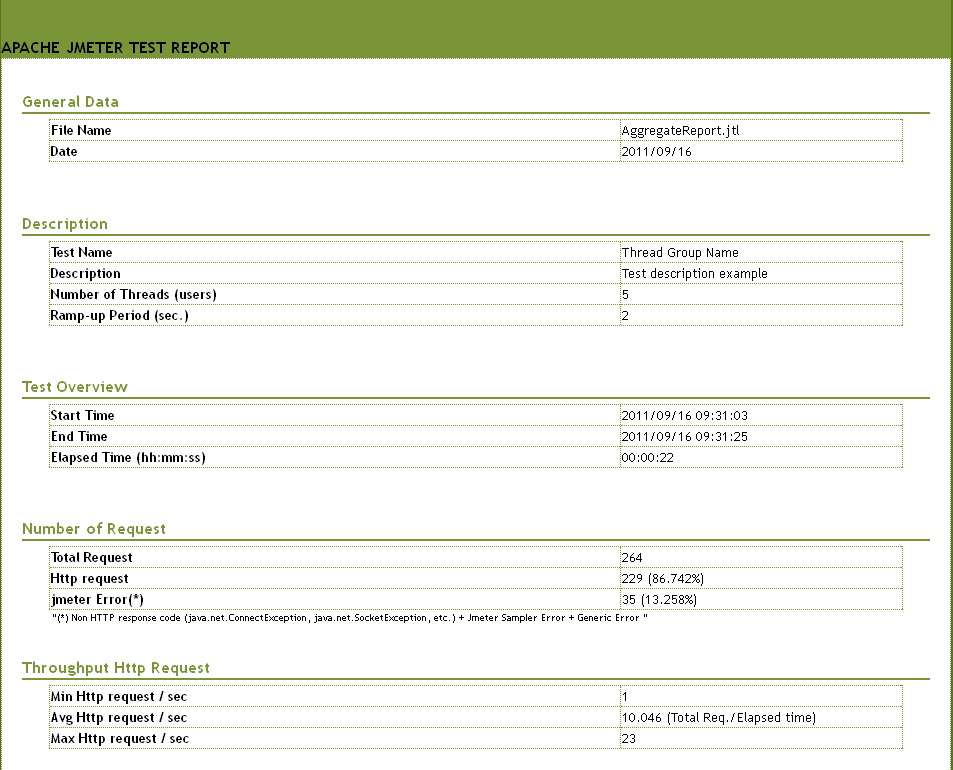 APACHE JMETER TEST REPORT
General Data
File Name AggregateReport.jtl
Date 2011/09/16
Description
Test Name Thread Group Name
Description Test description example
Number of Threads (users) 5
Ramp-up Period (sec.) 2
Test Overview
Start Time 2011/09/16 09:31:03
End Time 2011/09/16 09:31:25
Elapsed Time (hh:mm:ss) 00:00:22
Number of Request
Total Request 264
Http request 229 (86.742%)
jmeter Error(*) 35 (13.258%)
"(*) Non HTTP response code (java.net.ConnectException, java.net.SocketException, etc.) + Jmeter Sampler Error + Generic Error "
Throughput Http Request
Min Http request / sec 1
Avg Http request / sec 10.046 (Total Req./Elapsed time)
Max Http request / sec 23